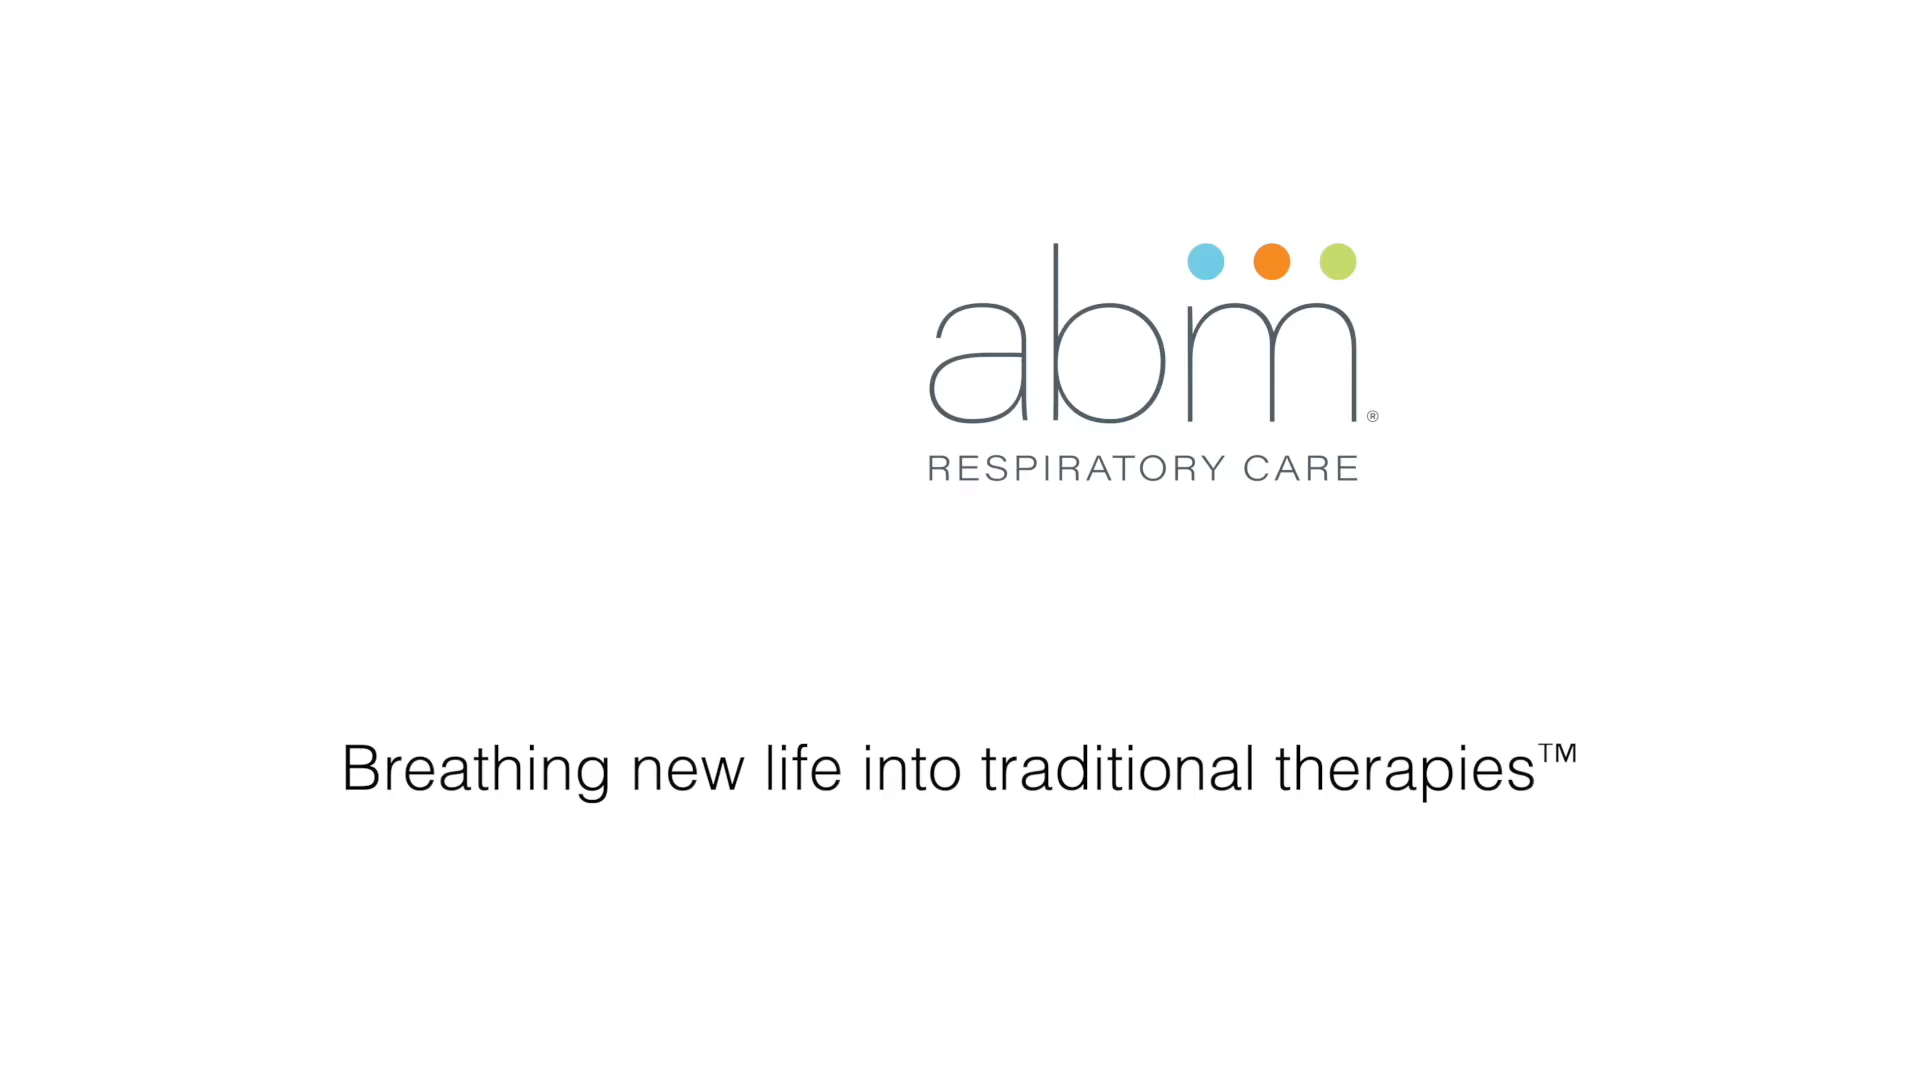 abm®
RESPIRATORY CARE
Breathing new life into traditional therapies™